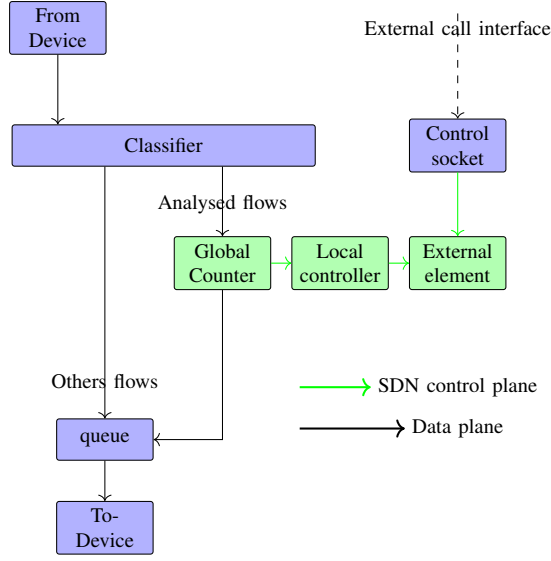 From
Device
External call interface
Control
socket
Classifier
Analysed flows
Global
Counter
Local
controller
External
element
Others flows
SDN control plane
Data plane
queue
To-
Device